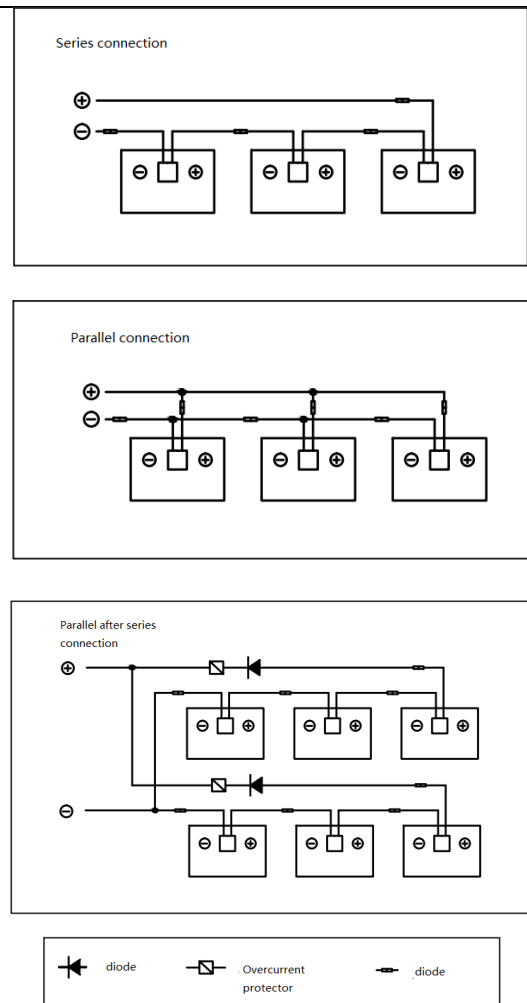 Series connection
⊕
⊖
⊖ ⊕ ⊖ ⊕ ⊖ ⊕
Parallel connection
⊕
⊖
⊖ ⊕ ⊖ ⊕ ⊖ ⊕
Parallel after series
connection
⊕
⊖ ⊕ ⊖ ⊕ ⊖ ⊕
⊖
⊖ ⊕ ⊖ ⊕ ⊖ ⊕
diode
Overcurrent
protector
diode